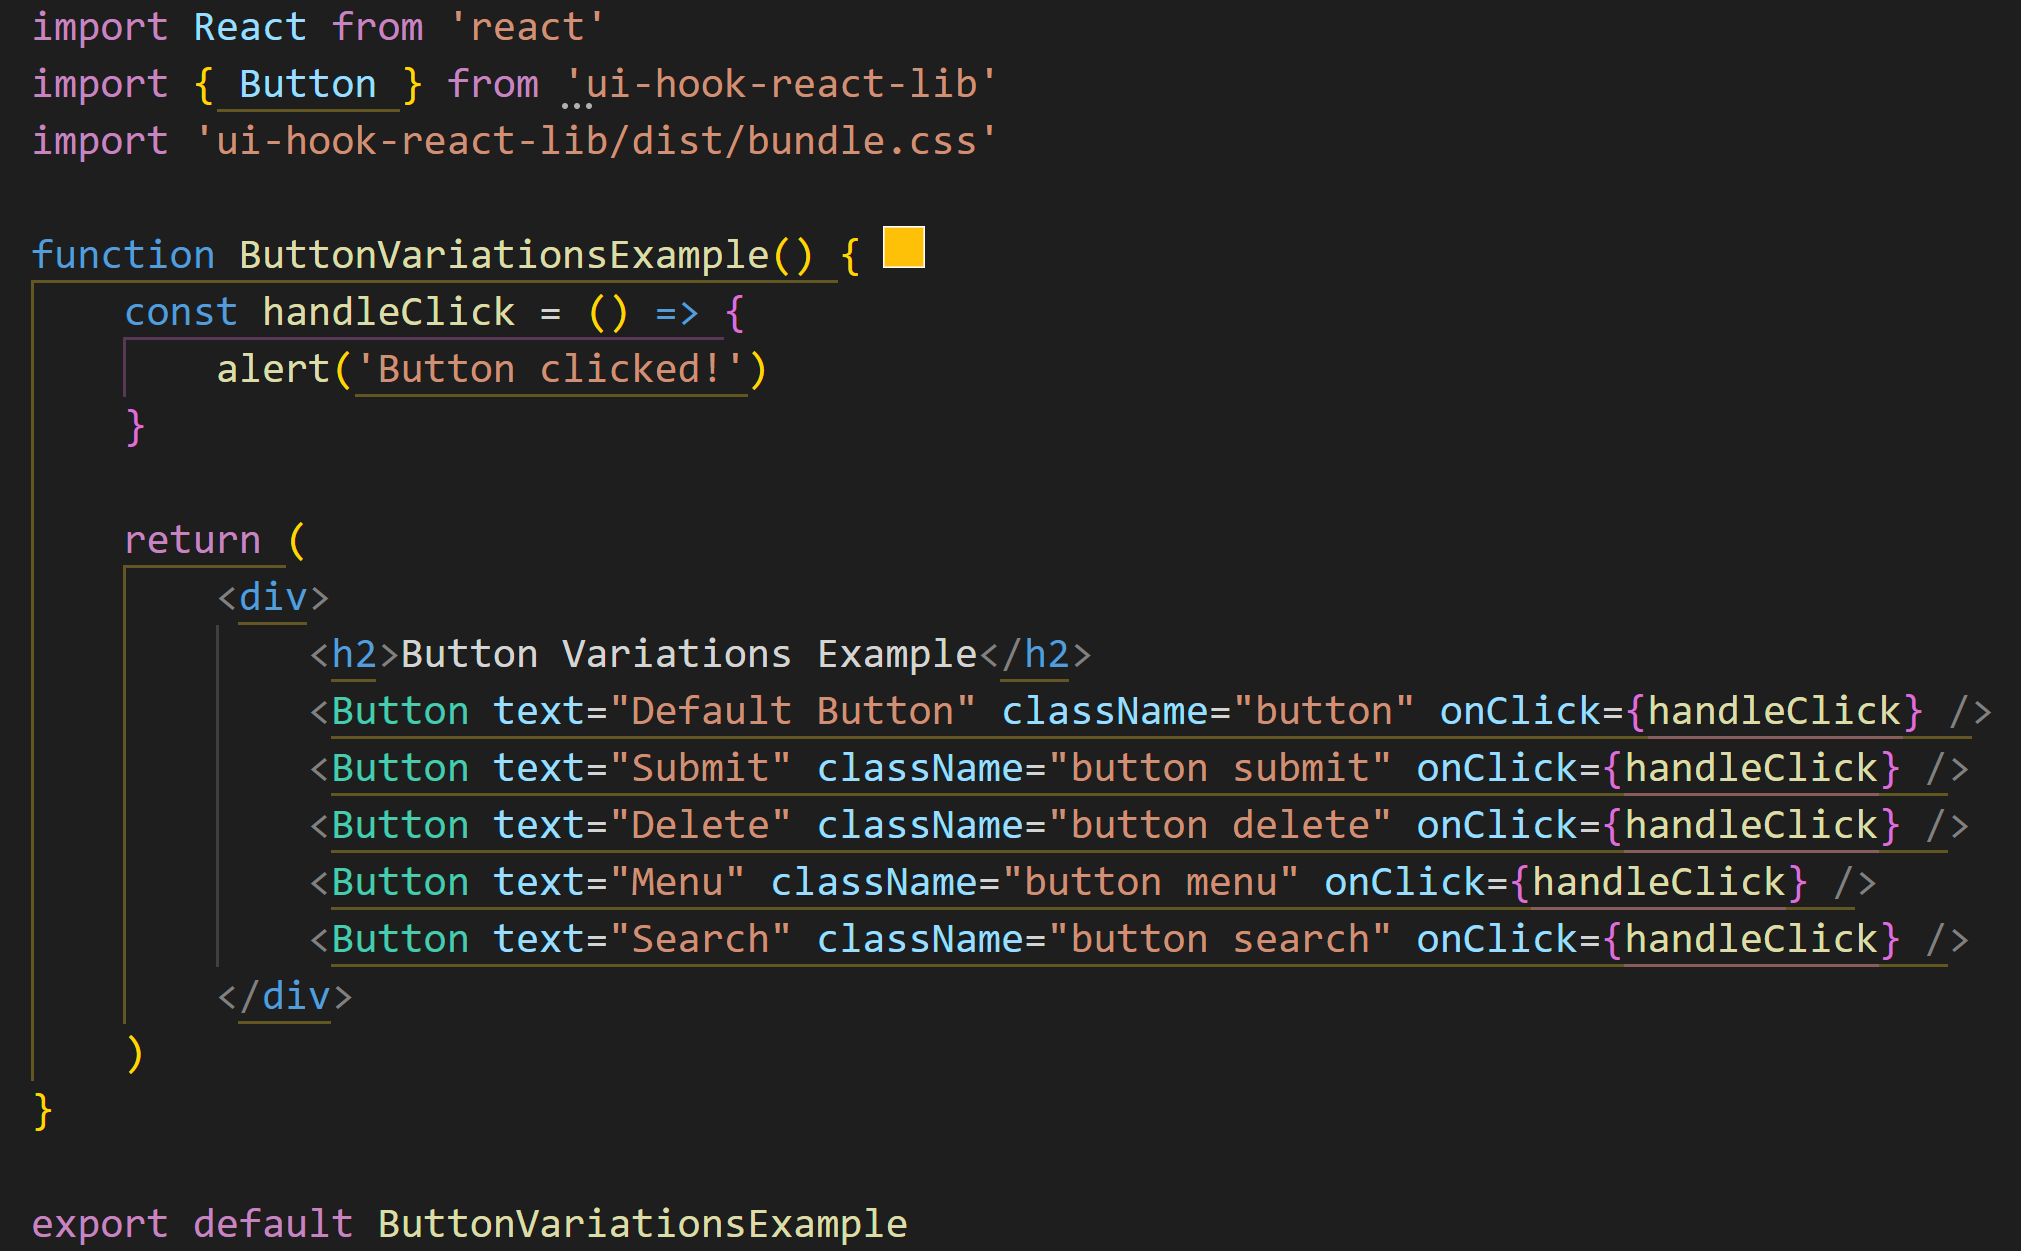 import React from 'react'
import { Button } from 'ui-hook-react-lib'
import 'ui-hook-react-lib/dist/bundle.css'

function ButtonVariationsExample() {
    const handleClick = () => {
        alert('Button clicked!')
    }

    return (
        <div>
            <h2>Button Variations Example</h2>
            <Button text="Default Button" className="button" onClick={handleClick} />
            <Button text="Submit" className="button submit" onClick={handleClick} />
            <Button text="Delete" className="button delete" onClick={handleClick} />
            <Button text="Menu" className="button menu" onClick={handleClick} />
            <Button text="Search" className="button search" onClick={handleClick} />
        </div>
    )
}

export default ButtonVariationsExample